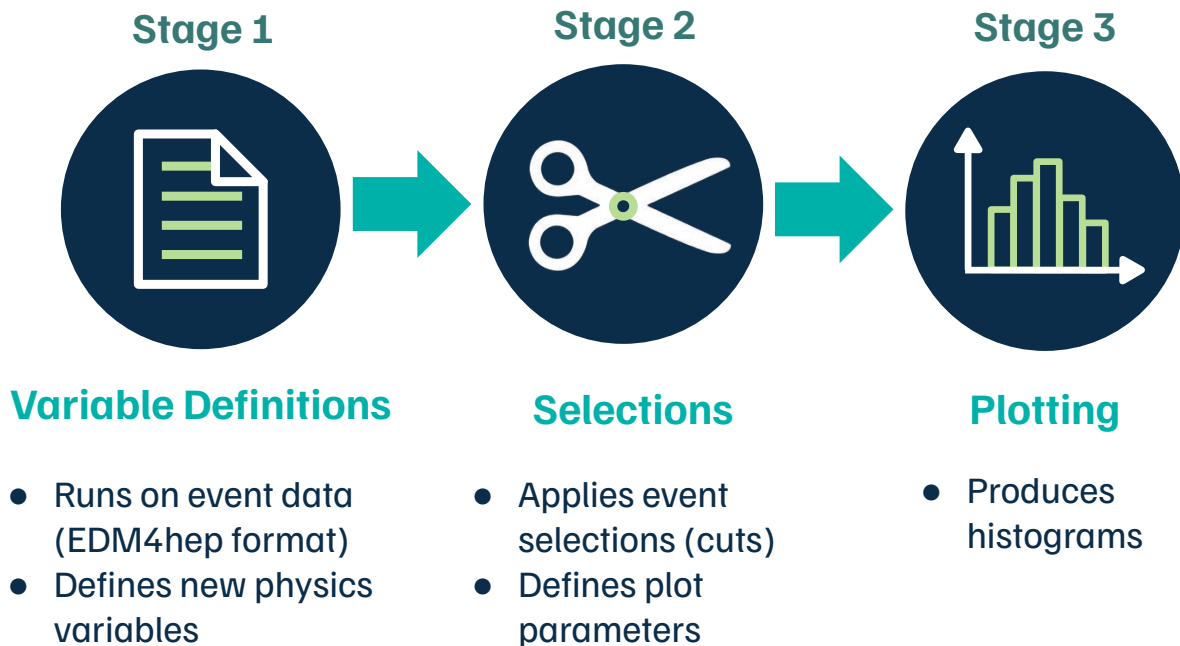 Stage 1
Stage 2
Stage 3
Variable Definitions
● Runs on event data
(EDM4hep format)
● Defines new physics
variables
Selections
● Applies event
selections (cuts)
● Defines plot
parameters
Plotting
● Produces
histograms